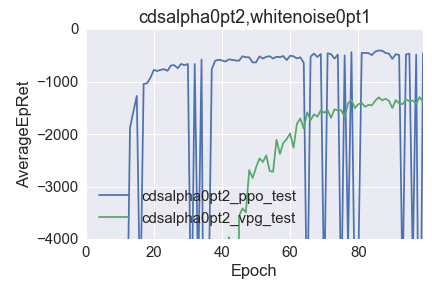 cdsalpha0pt2,whitenoise0pt1
AverageEpRet
0
−1000
−2000
−3000
−4000
cdsalpha0pt2_ppo_test
cdsalpha0pt2_vpg_test
0 20 40 60 80
Epoch